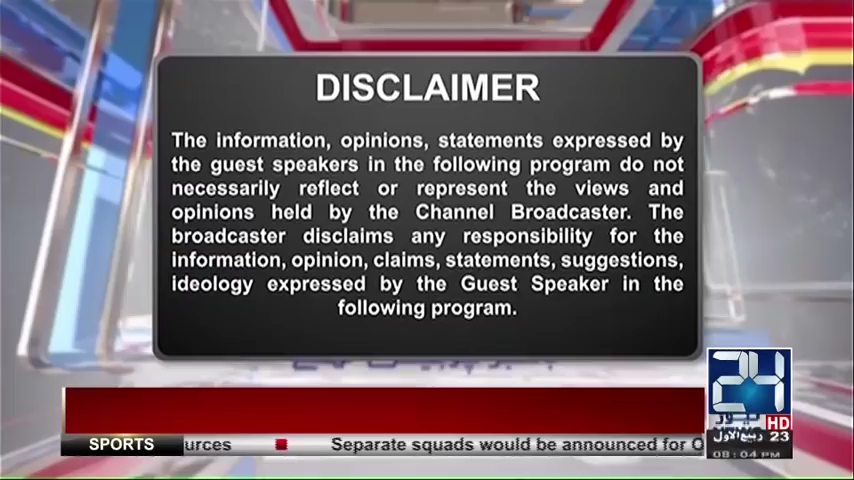 DISCLAIMER
The information, opinions, statements expressed by
the guest speakers in the following program do not
necessarily reflect or represent the views and
opinions held by the Channel Broadcaster. The
broadcaster disclaims any responsibility for the
information, opinion, claims, statements, suggestions,
ideology expressed by the Guest Speaker in the
following program.
24
HD
23 ربیع الاول
08:04 PM
SPORTS
urces
Separate squads would be announced for O